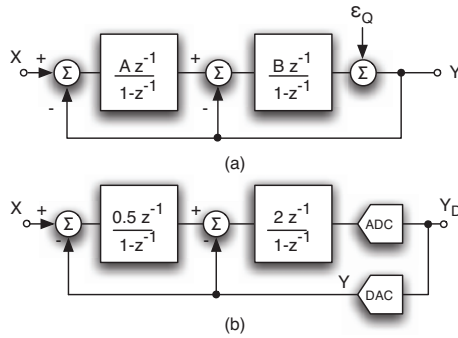 ε_Q
X + Σ A z⁻¹ / 1-z⁻¹ + Σ B z⁻¹ / 1-z⁻¹ Σ Y
- -
(a)
X + Σ 0.5 z⁻¹ / 1-z⁻¹ + Σ 2 z⁻¹ / 1-z⁻¹ ADC Y_D
- - Y DAC
(b)